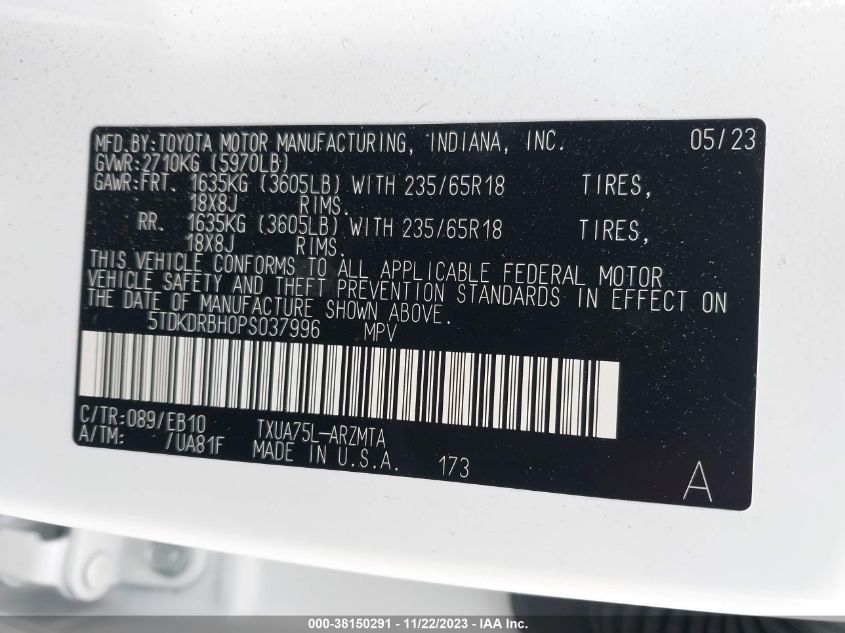 MFD.BY:TOYOTA MOTOR MANUFACTURING, INDIANA, INC. 05/23
GVWR:2710KG (5970LB)
GAWR:FRT. 1635KG (3605LB) WITH 235/65R18 TIRES,
18X8J RIMS.
RR. 1635KG (3605LB) WITH 235/65R18 TIRES,
18X8J RIMS.
THIS VEHICLE CONFORMS TO ALL APPLICABLE FEDERAL MOTOR
VEHICLE SAFETY AND THEFT PREVENTION STANDARDS IN EFFECT ON
THE DATE OF MANUFACTURE SHOWN ABOVE.
5TDKDRBH0PS037996 MPV
C/TR:089/EB10 TXUA75L-ARZMTA
A/TM: /UA81F MADE IN U.S.A. 173 A
000-38150291 - 11/22/2023 - IAA Inc.